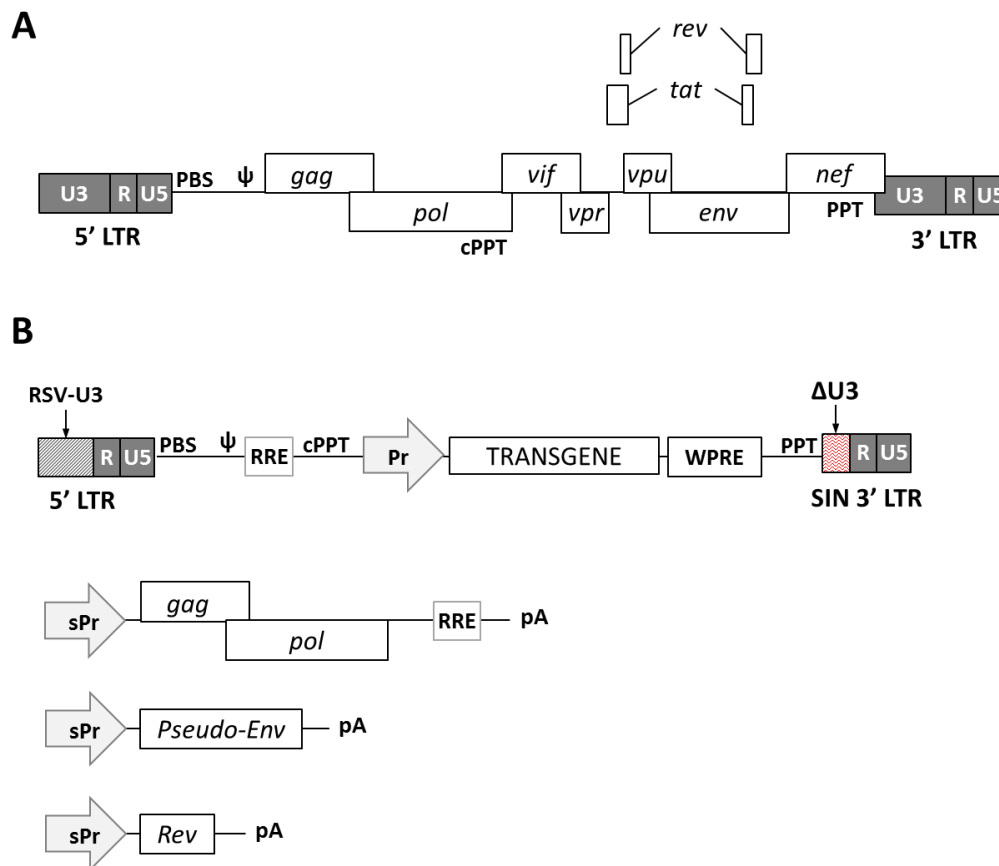 A
rev
tat
U3 R U5 PBS ψ gag vif vpu nef U3 R U5
pol vpr env PPT
5’ LTR cPPT 3’ LTR
B
RSV-U3 ΔU3
R U5 PBS ψ RRE cPPT Pr TRANSGENE WPRE PPT R U5
5’ LTR SIN 3’ LTR
sPr gag pol RRE pA
sPr Pseudo-Env pA
sPr Rev pA